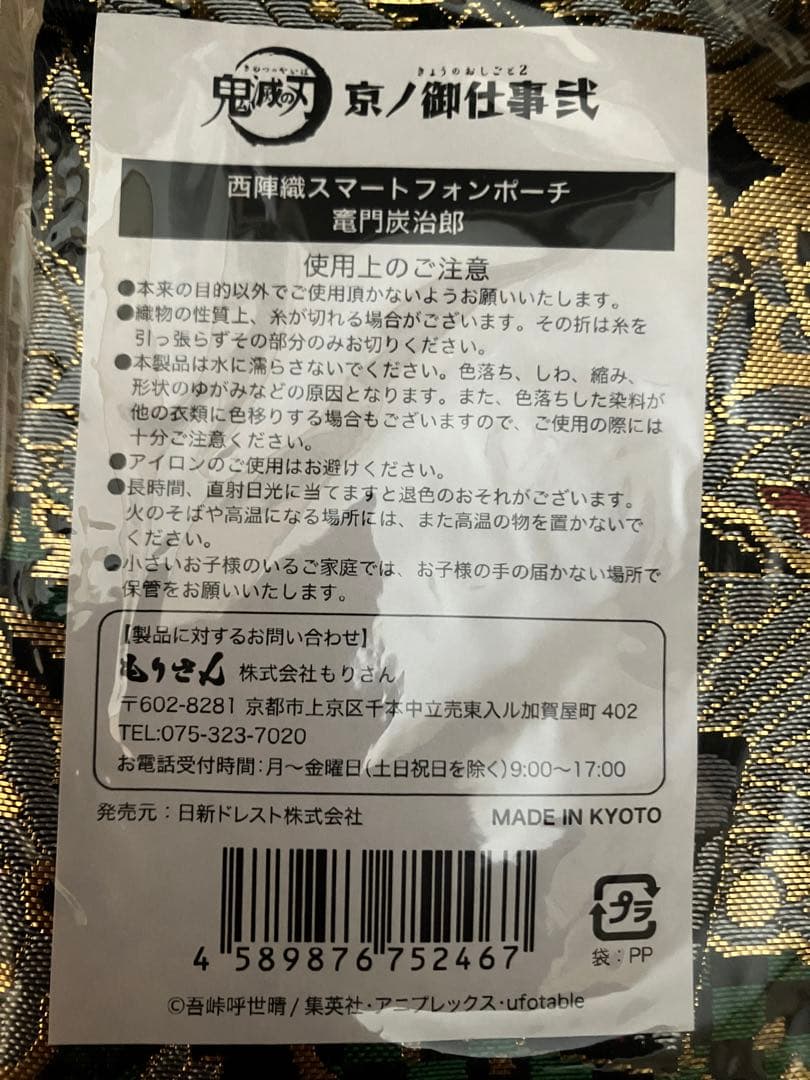 きめつのやいば
鬼滅の刃
きょうのおしごと2
京ノ御仕事弐
西陣織スマートフォンポーチ
竈門炭治郎
使用上のご注意
●本来の目的以外でご使用頂かないようお願いいたします。
●織物の性質上、糸が切れる場合がございます。その折は糸を
引っ張らずその部分のみお切りください。
●本製品は水に濡らさないでください。色落ち、しわ、縮み、
形状のゆがみなどの原因となります。また、色落ちした染料が
他の衣類に色移りする場合もございますので、ご使用の際には
十分ご注意ください。
●アイロンのご使用はお避けください。
●長時間、直射日光に当てますと退色のおそれがございます。
火のそばや高温になる場所には、また高温の物を置かないで
ください。
●小さいお子様のいるご家庭では、お子様の手の届かない場所で
保管をお願いいたします。
【製品に対するお問い合わせ】
もりさん 株式会社もりさん
〒602-8281 京都市上京区千本中立売東入ル加賀屋町 402
TEL:075-323-7020
お電話受付時間:月〜金曜日(土日祝日を除く)9:00〜17:00
発売元:日新ドレスト株式会社 MADE IN KYOTO
プラ
袋:PP
4 589876 752467
©吾峠呼世晴/集英社・アニプレックス・ufotable